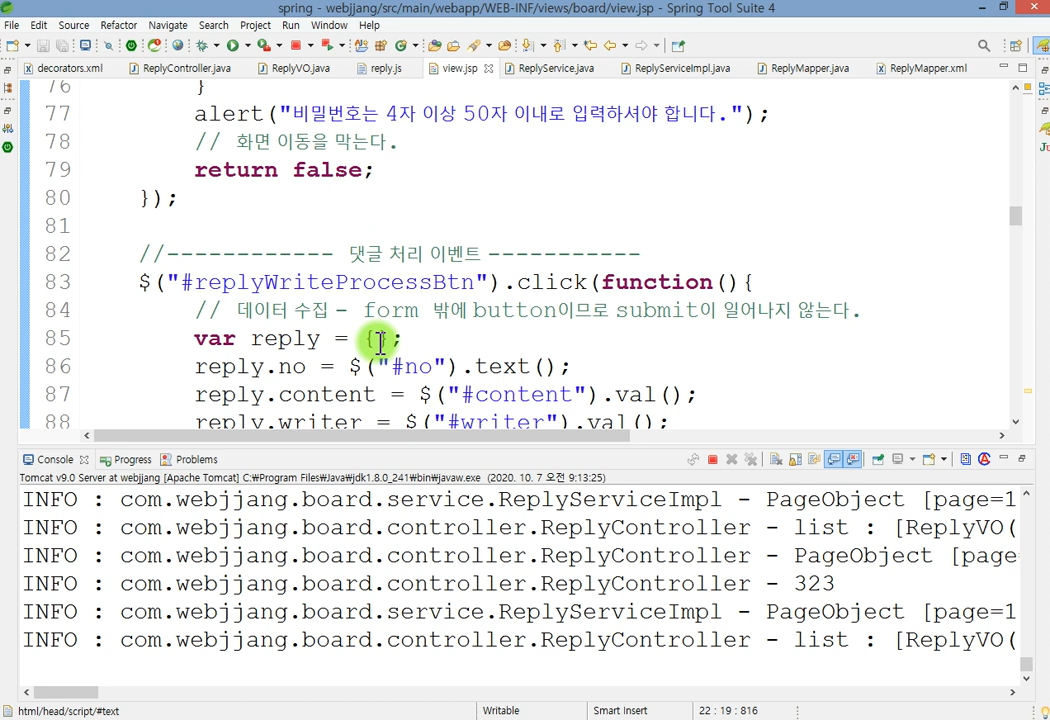 spring - webjjang/src/main/webapp/WEB-INF/views/board/view.jsp - Spring Tool Suite 4
File Edit Source Refactor Navigate Search Project Run Window Help
decorators.xml ReplyController.java ReplyVO.java reply.js view.jsp ReplyService.java ReplyServiceImpl.java ReplyMapper.java ReplyMapper.xml
76 }
77 alert("비밀번호는 4자 이상 50자 이내로 입력하셔야 합니다.");
78 // 화면 이동을 막는다.
79 return false;
80 });
81
82 //------------ 댓글 처리 이벤트 -----------
83 $("#replyWriteProcessBtn").click(function(){
84 // 데이터 수집 - form 밖에 button이므로 submit이 일어나지 않는다.
85 var reply = {};
86 reply.no = $("#no").text();
87 reply.content = $("#content").val();
88 reply.writer = $("#writer").val();
Console Progress Problems
Tomcat v9.0 Server at webjjang [Apache Tomcat] C:\Program Files\Java\jdk1.8.0_241\bin\javaw.exe (2020. 10. 7 오전 9:13:25)
INFO : com.webjjang.board.service.ReplyServiceImpl - PageObject [page=1
INFO : com.webjjang.board.controller.ReplyController - list : [ReplyVO(
INFO : com.webjjang.board.controller.ReplyController - PageObject [page=
INFO : com.webjjang.board.controller.ReplyController - 323
INFO : com.webjjang.board.service.ReplyServiceImpl - PageObject [page=1
INFO : com.webjjang.board.controller.ReplyController - list : [ReplyVO(
html/head/script/#text Writable Smart Insert 22 : 19 : 816